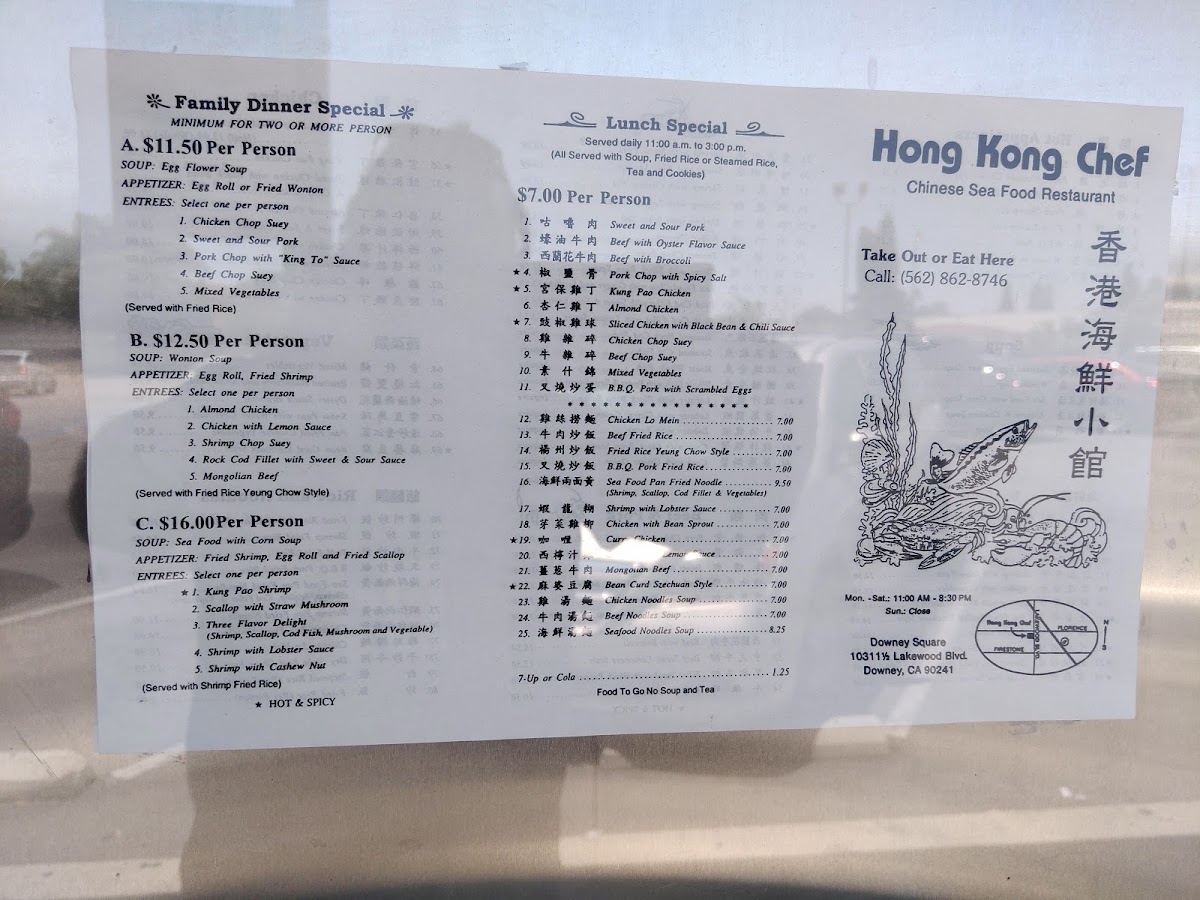 Family Dinner Special
MINIMUM FOR TWO OR MORE PERSON
A. $11.50 Per Person
SOUP: Egg Flower Soup
APPETIZER: Egg Roll or Fried Wonton
ENTREES: Select one per person
1. Chicken Chop Suey
2. Sweet and Sour Pork
3. Pork Chop with "King To" Sauce
4. Beef Chop Suey
5. Mixed Vegetables
(Served with Fried Rice)
B. $12.50 Per Person
SOUP: Wonton Soup
APPETIZER: Egg Roll, Fried Shrimp
ENTREES: Select one per person
1. Almond Chicken
2. Chicken with Lemon Sauce
3. Shrimp Chop Suey
4. Rock Cod Fillet with Sweet & Sour Sauce
5. Mongolian Beef
(Served with Fried Rice Yeung Chow Style)
C. $16.00 Per Person
SOUP: Sea Food with Corn Soup
APPETIZER: Fried Shrimp, Egg Roll and Fried Scallop
ENTREES: Select one per person
★ 1. Kung Pao Shrimp
2. Scallop with Straw Mushroom
3. Three Flavor Delight
(Shrimp, Scallop, Cod Fish, Mushroom and Vegetable)
4. Shrimp with Lobster Sauce
5. Shrimp with Cashew Nut
(Served with Shrimp Fried Rice)
★ HOT & SPICY
Lunch Special
Served daily 11:00 a.m. to 3:00 p.m.
(All Served with Soup, Fried Rice or Steamed Rice,
Tea and Cookies)
$7.00 Per Person
1. 咕嚕肉 Sweet and Sour Pork
2. 蠔油牛肉 Beef with Oyster Flavor Sauce
3. 西蘭花牛肉 Beef with Broccoli
★ 4. 椒鹽骨 Pork Chop with Spicy Salt
★ 5. 宮保雞丁 Kung Pao Chicken
6. 杏仁雞丁 Almond Chicken
★ 7. 豉椒雞球 Sliced Chicken with Black Bean & Chili Sauce
8. 雞雜碎 Chicken Chop Suey
9. 牛雜碎 Beef Chop Suey
10. 素什錦 Mixed Vegetables
11. 叉燒炒蛋 B.B.Q. Pork with Scrambled Eggs
* * * * * * * * * * * * * * * *
12. 雞絲撈麵 Chicken Lo Mein ................ 7.00
13. 牛肉炒飯 Beef Fried Rice ................ 7.00
14. 楊州炒飯 Fried Rice Yeung Chow Style ......... 7.00
15. 叉燒炒飯 B.B.Q. Pork Fried Rice ............ 7.00
16. 海鮮兩面黃 Sea Food Pan Fried Noodle .......... 9.50
(Shrimp, Scallop, Cod Fillet & Vegetables)
17. 蝦龍糊 Shrimp with Lobster Sauce ........... 7.00
18. 芽菜雞柳 Chicken with Bean Sprout ........... 7.00
★19. 咖喱 Curry Chicken ................ 7.00
20. 西檸汁 Lemon Sauce ............ 7.00
21. 薑蔥牛肉 Mongolian Beef ................ 7.00
★22. 麻婆豆腐 Bean Curd Szechuan Style ........... 7.00
23. 雞湯麵 Chicken Noodles Soup ............. 7.00
24. 牛肉湯麵 Beef Noodles Soup ............... 7.00
25. 海鮮湯麵 Seafood Noodles Soup ............. 8.25
7-Up or Cola ........................................ 1.25
Food To Go No Soup and Tea
Hong Kong Chef
Chinese Sea Food Restaurant
香港海鮮小館
Take Out or Eat Here
Call: (562) 862-8746
Mon. -Sat.: 11:00 AM - 8:30 PM
Sun.: Close
Downey Square
10311½ Lakewood Blvd.
Downey, CA 90241
Hong Kong Chef
FLORENCE
FIRESTONE
N
S